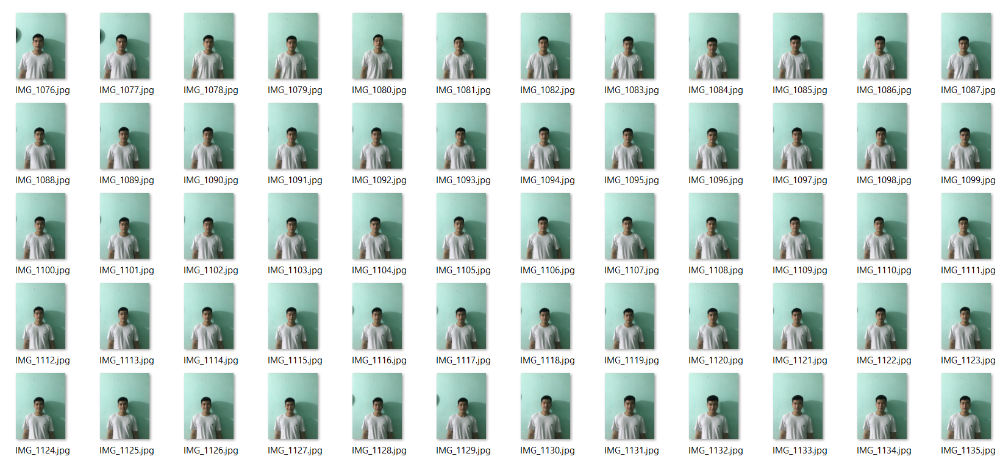 IMG_1076.jpg IMG_1077.jpg IMG_1078.jpg IMG_1079.jpg IMG_1080.jpg IMG_1081.jpg IMG_1082.jpg IMG_1083.jpg IMG_1084.jpg IMG_1085.jpg IMG_1086.jpg IMG_1087.jpg
IMG_1088.jpg IMG_1089.jpg IMG_1090.jpg IMG_1091.jpg IMG_1092.jpg IMG_1093.jpg IMG_1094.jpg IMG_1095.jpg IMG_1096.jpg IMG_1097.jpg IMG_1098.jpg IMG_1099.jpg
IMG_1100.jpg IMG_1101.jpg IMG_1102.jpg IMG_1103.jpg IMG_1104.jpg IMG_1105.jpg IMG_1106.jpg IMG_1107.jpg IMG_1108.jpg IMG_1109.jpg IMG_1110.jpg IMG_1111.jpg
IMG_1112.jpg IMG_1113.jpg IMG_1114.jpg IMG_1115.jpg IMG_1116.jpg IMG_1117.jpg IMG_1118.jpg IMG_1119.jpg IMG_1120.jpg IMG_1121.jpg IMG_1122.jpg IMG_1123.jpg
IMG_1124.jpg IMG_1125.jpg IMG_1126.jpg IMG_1127.jpg IMG_1128.jpg IMG_1129.jpg IMG_1130.jpg IMG_1131.jpg IMG_1132.jpg IMG_1133.jpg IMG_1134.jpg IMG_1135.jpg